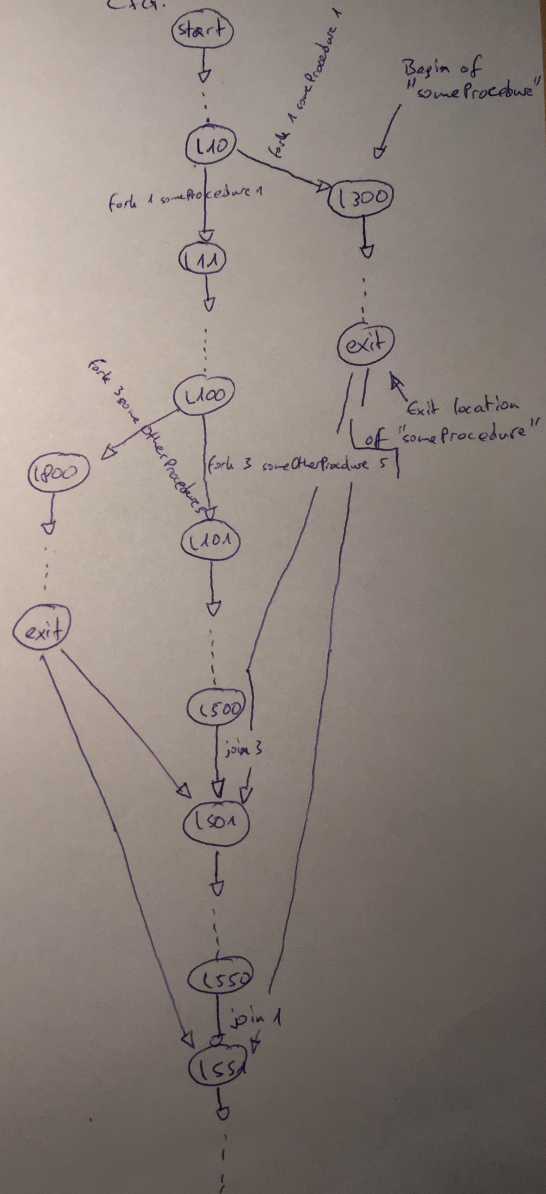 start
fork 1 someProcedure 1
Begin of
"someProcedure"
L10
L300
fork 1 someProcedure 1
L11
exit
L100
Exit location
of "someProcedure"
fork 3 someOtherProcedure 5
L800
fork 3 someOtherProcdure 5
L101
exit
L500
join 3
L501
L550
join 1
L551